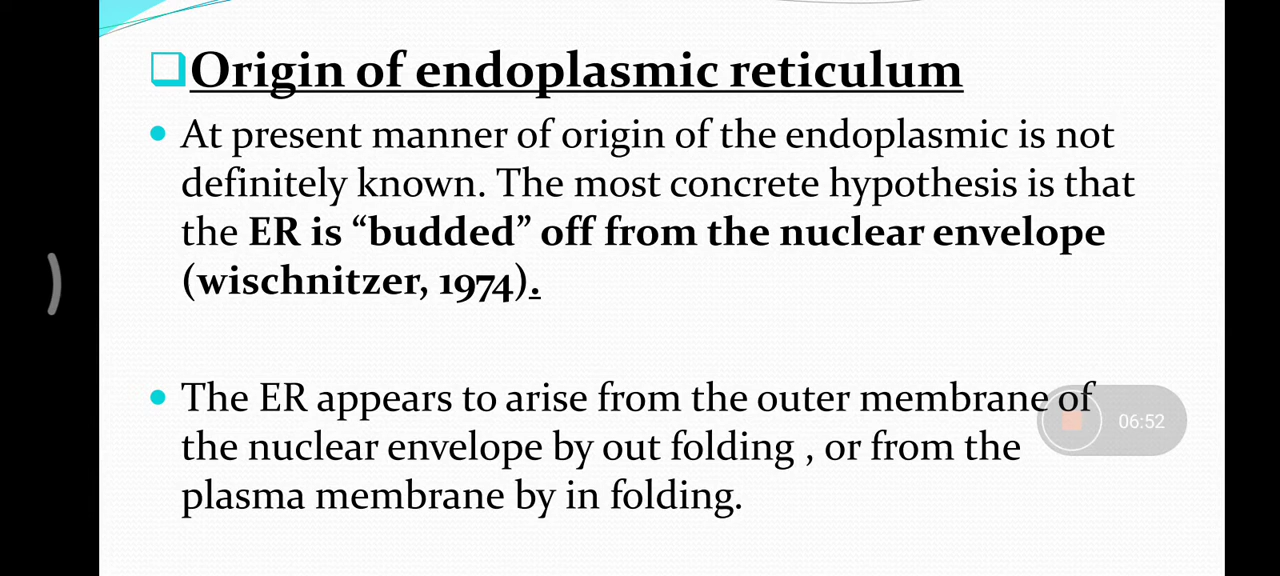 Origin of endoplasmic reticulum
At present manner of origin of the endoplasmic is not
definitely known. The most concrete hypothesis is that
the ER is “budded” off from the nuclear envelope
(wischnitzer, 1974).
The ER appears to arise from the outer membrane of
the nuclear envelope by out folding , or from the
plasma membrane by in folding.
06:52